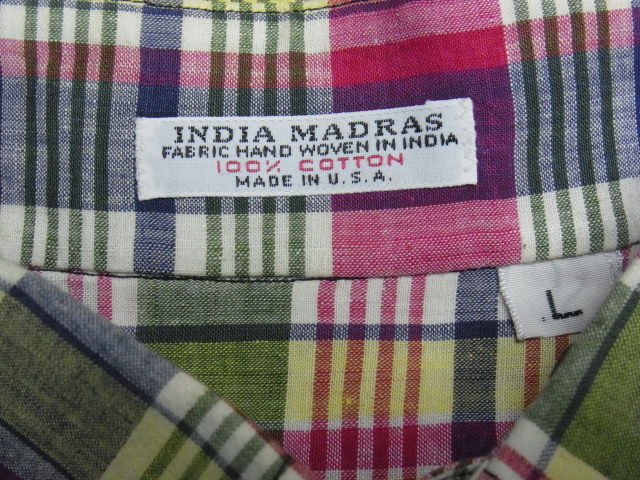 INDIA MADRAS
FABRIC HAND WOVEN IN INDIA
100% COTTON
MADE IN U.S.A.
L